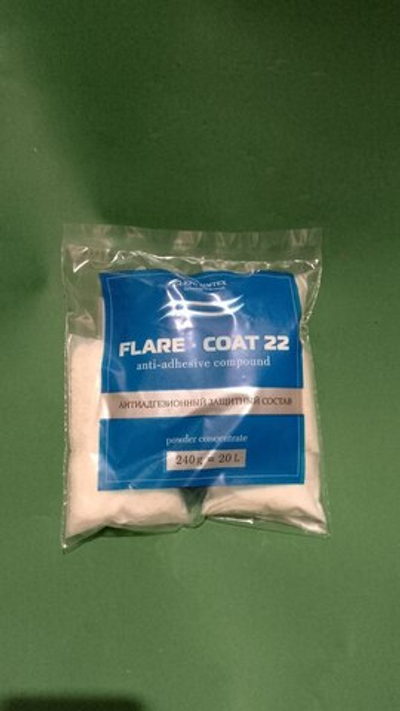 FLARE - COAT 22
anti-adhesive compound
АНТИАДГЕЗИОННЫЙ ЗАЩИТНЫЙ СОСТАВ
powder concentrate
240 g = 20 L